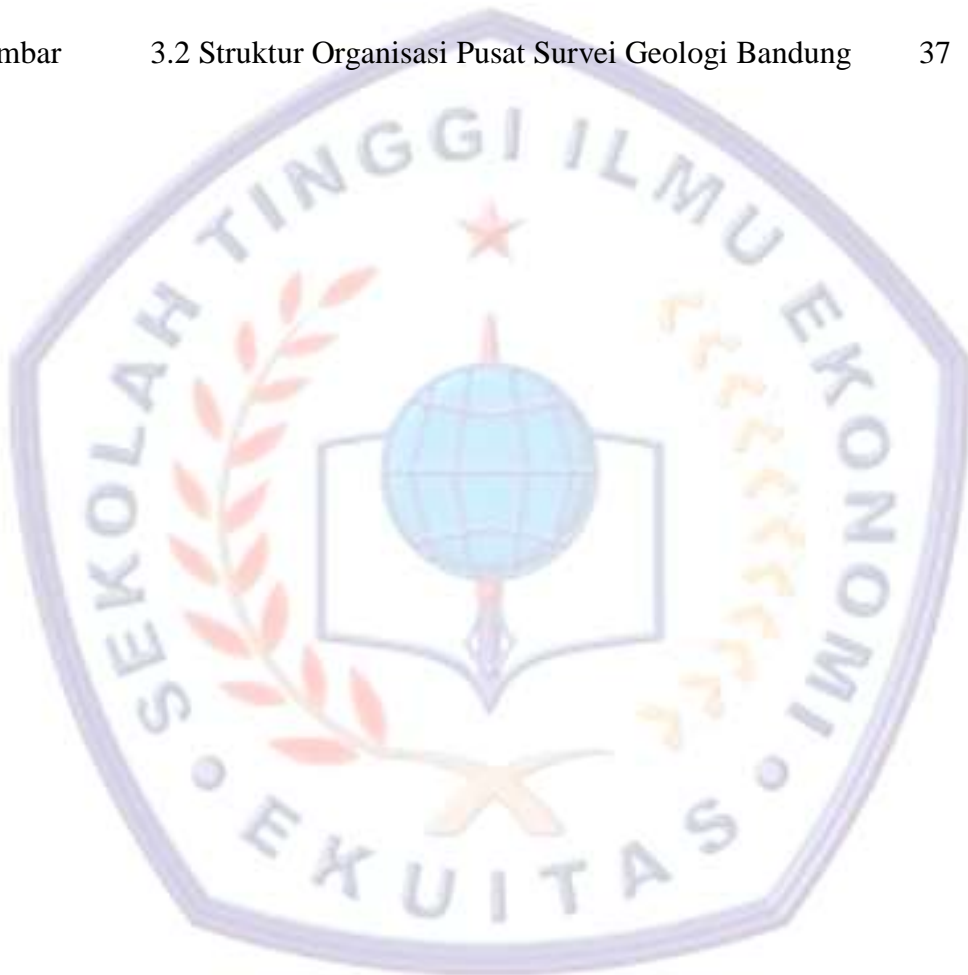 mbar 3.2 Struktur Organisasi Pusat Survei Geologi Bandung 37
SEKOLAH TINGGI ILMU EKONOMI
EKUITAS